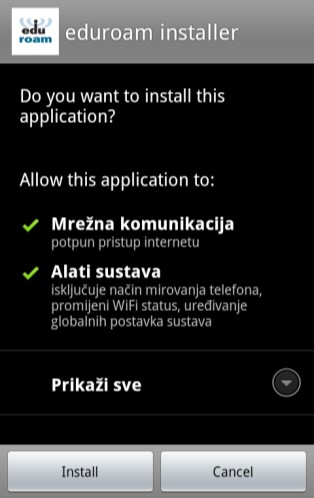 edu
roam
eduroam installer
Do you want to install this
application?
Allow this application to:
Mrežna komunikacija
potpun pristup internetu
Alati sustava
isključuje način mirovanja telefona,
promijeni WiFi status, uređivanje
globalnih postavka sustava
Prikaži sve
Install
Cancel